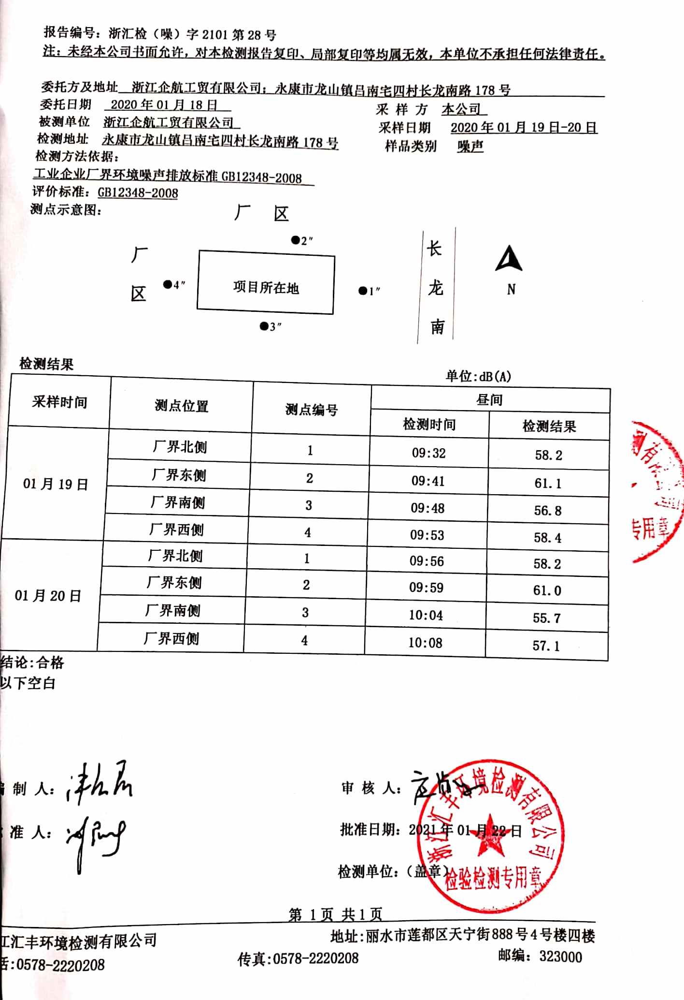 报告编号：浙汇检（噪）字 2101 第 28 号
注：未经本公司书面允许，对本检测报告复印、局部复印等均属无效，本单位不承担任何法律责任。
委托方及地址 浙江企航工贸有限公司；永康市龙山镇吕南宅四村长龙南路 178 号
委托日期 2020 年 01 月 18 日 采 样 方 本公司
被测单位 浙江企航工贸有限公司 采样日期 2020 年 01 月 19 日-20 日
检测地址 永康市龙山镇吕南宅四村长龙南路 178 号 样品类别 噪声
检测方法依据：
工业企业厂界环境噪声排放标准 GB12348-2008
评价标准：GB12348-2008
测点示意图：
厂 区
●2″
厂
区
●4″
项目所在地
●1″
●3″
长
龙
南
N
检测结果 单位:dB(A)
采样时间 测点位置 测点编号 昼间
检测时间 检测结果
01 月 19 日
厂界北侧 1 09:32 58.2
厂界东侧 2 09:41 61.1
厂界南侧 3 09:48 56.8
厂界西侧 4 09:53 58.4
01 月 20 日
厂界北侧 1 09:56 58.2
厂界东侧 2 09:59 61.0
厂界南侧 3 10:04 55.7
厂界西侧 4 10:08 57.1
结论:合格
以下空白
制 人：
审 核 人：
准 人：
批准日期：2021年 01 月 22 日
检测单位：（盖章）
浙江汇丰环境检测有限公司
检验检测专用章
有
司
专用章
第 1页 共1页
江汇丰环境检测有限公司 地址:丽水市莲都区天宁街888号4号楼四楼
话:0578-2220208 传真:0578-2220208 邮编：323000